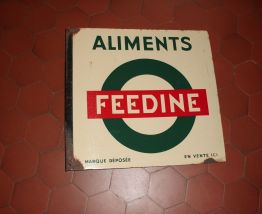 ALIMENTS
FEEDINE
MARQUE DÉPOSÉE EN VENTE ICI